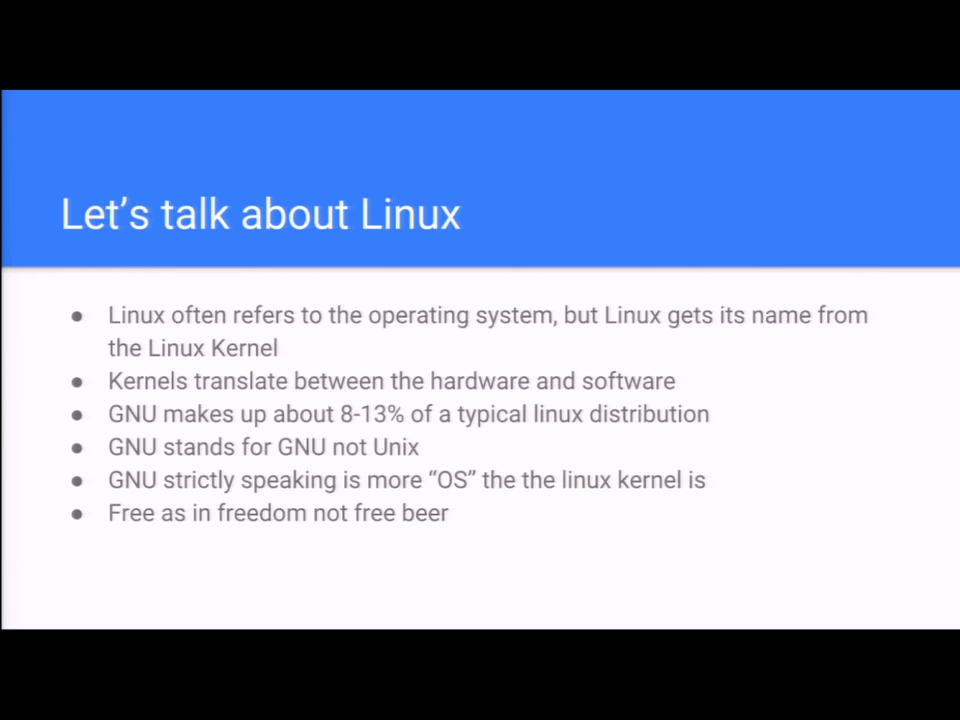 Let's talk about Linux
● Linux often refers to the operating system, but Linux gets its name from
the Linux Kernel
● Kernels translate between the hardware and software
● GNU makes up about 8-13% of a typical linux distribution
● GNU stands for GNU not Unix
● GNU strictly speaking is more “OS” the the linux kernel is
● Free as in freedom not free beer